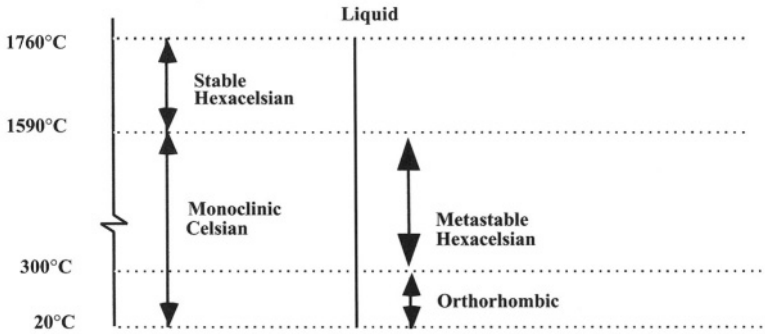 Liquid
1760°C
Stable
Hexacelsian
1590°C
Monoclinic
Celsian
Metastable
Hexacelsian
300°C
Orthorhombic
20°C